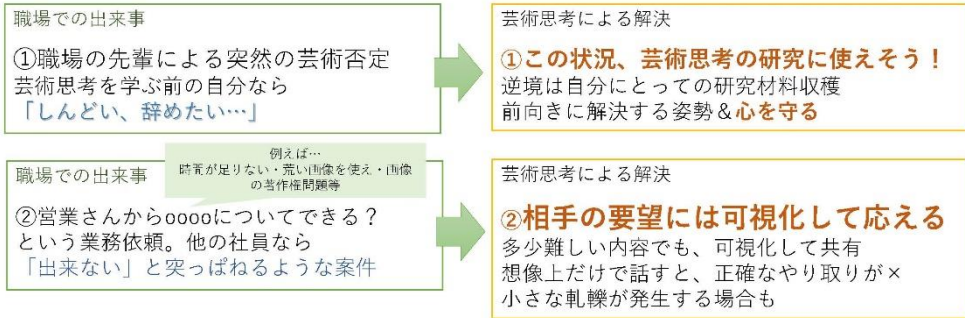 職場での出来事
①職場の先輩による突然の芸術否定
芸術思考を学ぶ前の自分なら
「しんどい、辞めたい…」
芸術思考による解決
①この状況、芸術思考の研究に使えそう！
逆境は自分にとっての研究材料収穫
前向きに解決する姿勢＆心を守る
職場での出来事
例えば…
時間が足りない・荒い画像を使え・画像
の著作権問題等
②営業さんからooooについてできる？
という業務依頼。他の社員なら
「出来ない」と突っぱねるような案件
芸術思考による解決
②相手の要望には可視化して応える
多少難しい内容でも、可視化して共有
想像上だけで話すと、正確なやり取りが×
小さな軋轢が発生する場合も